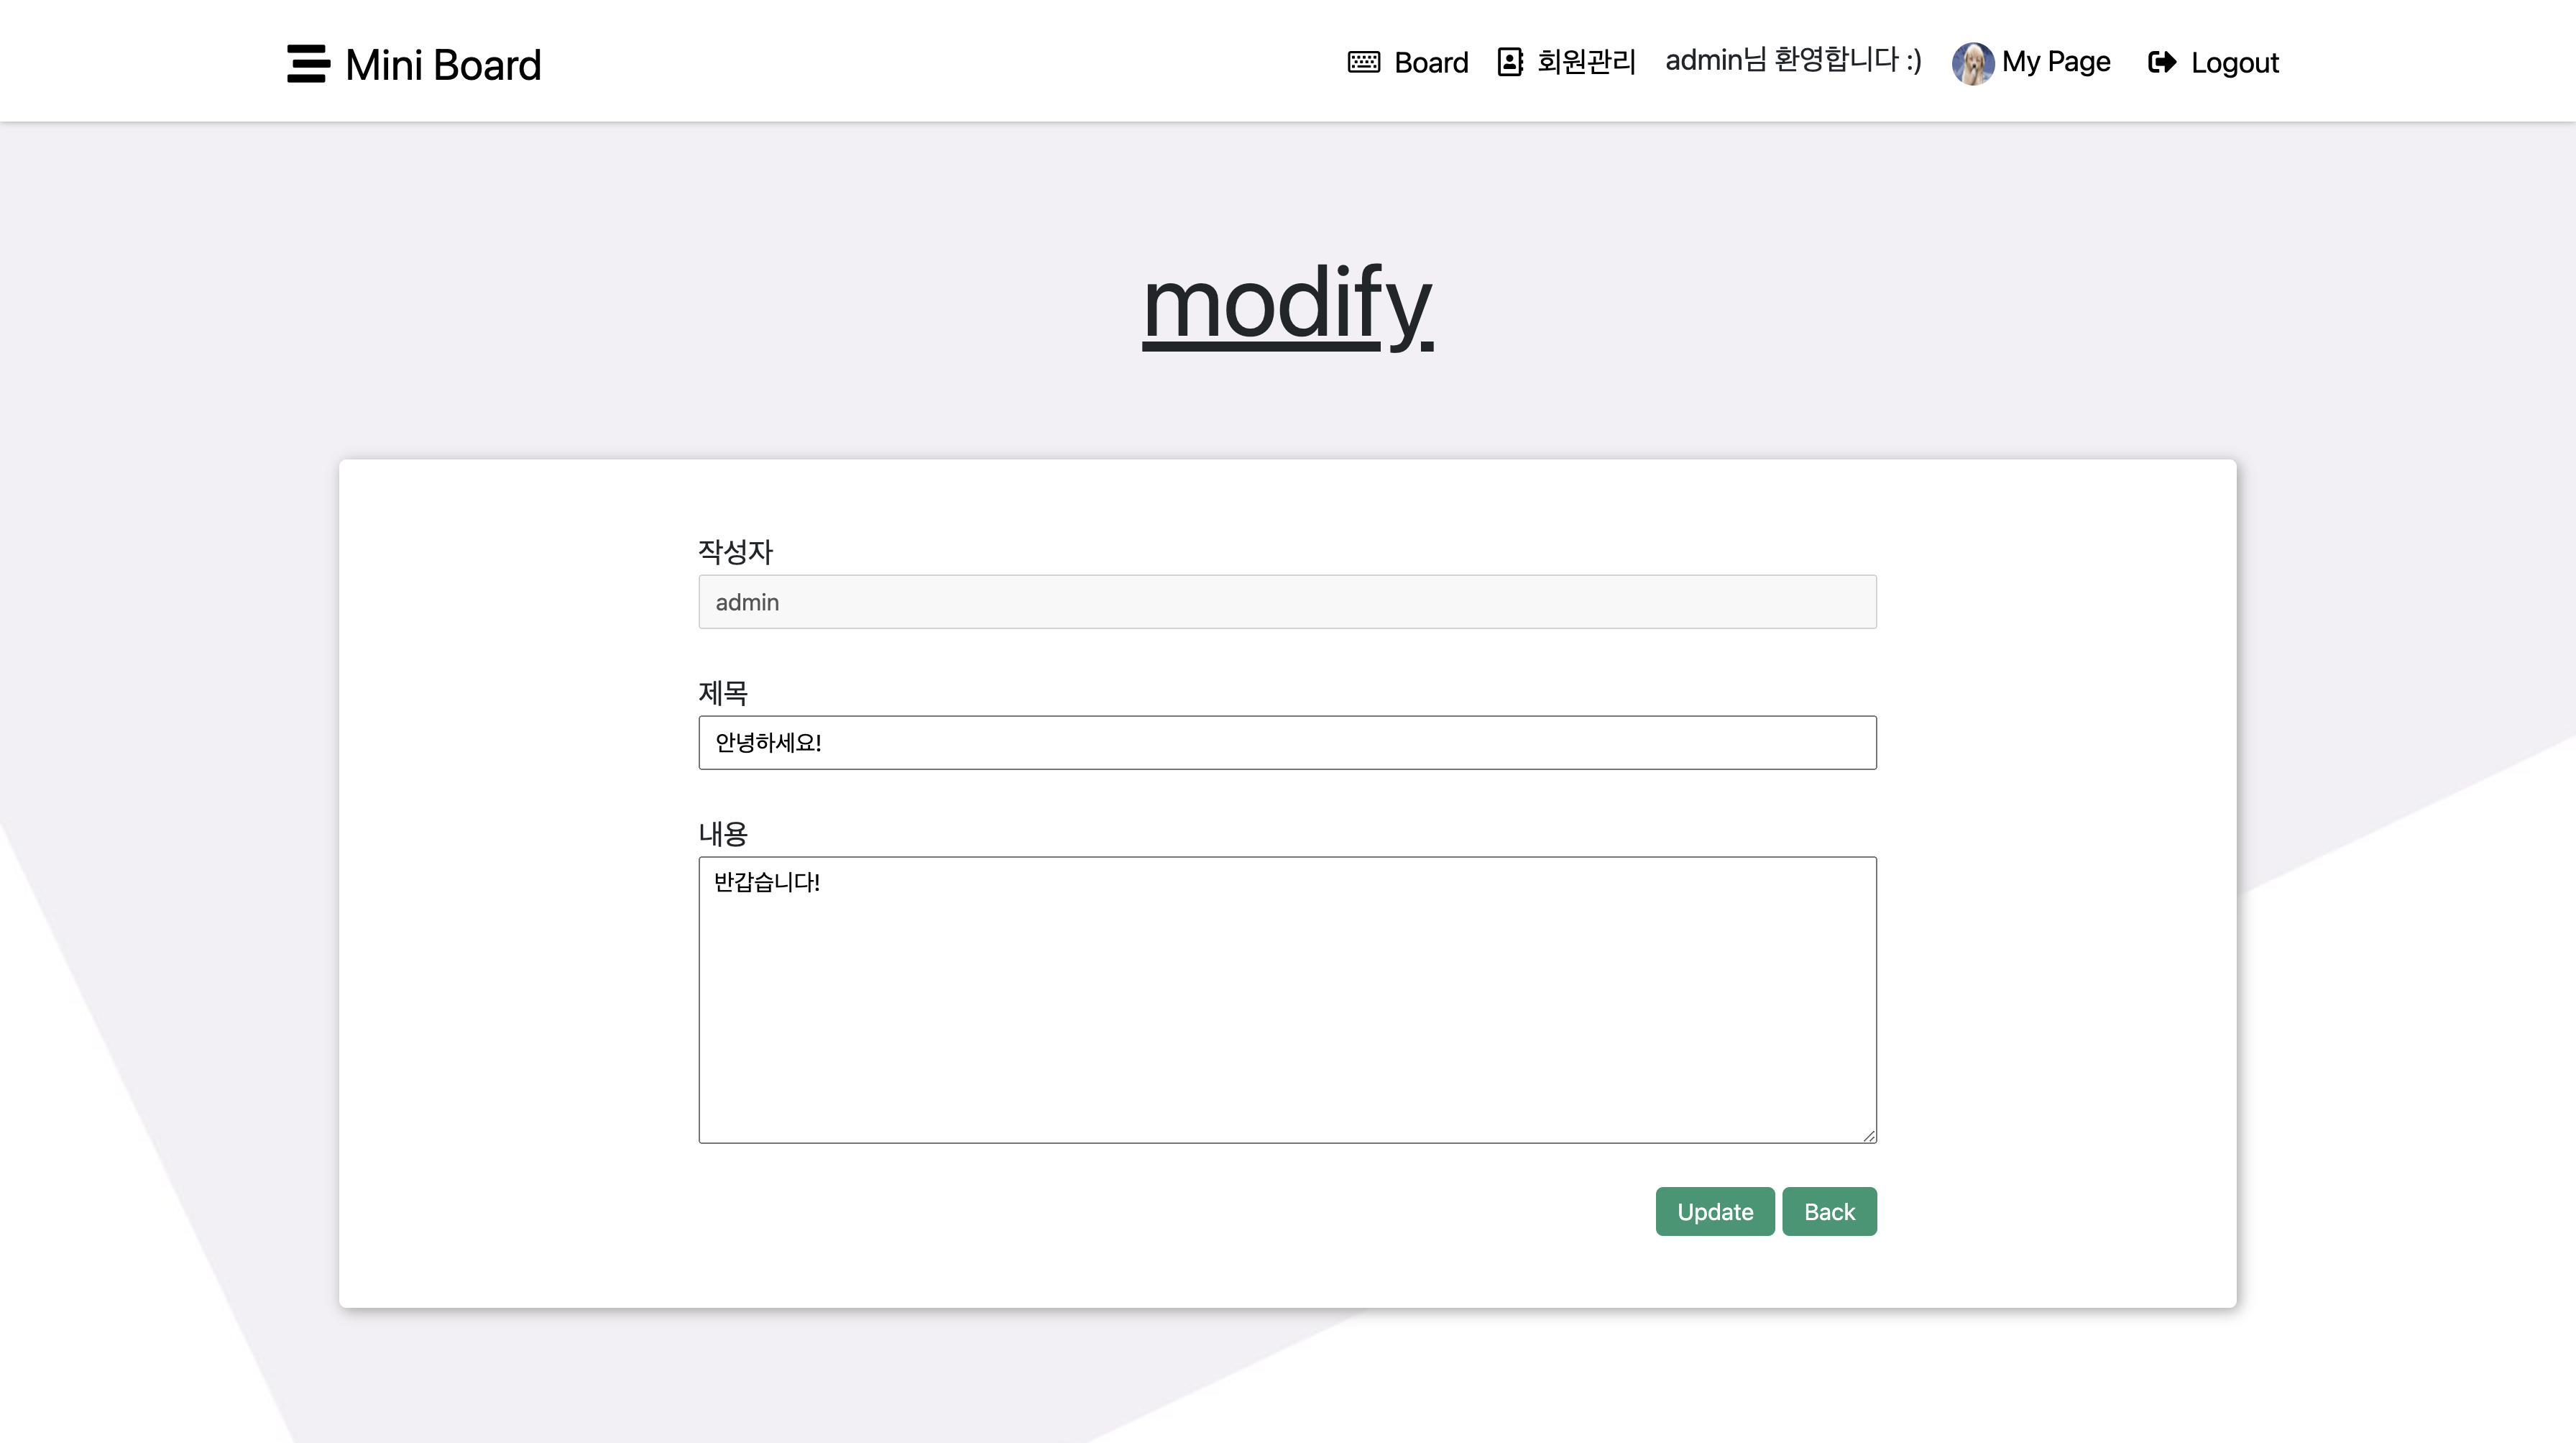 Mini Board
Board 회원관리 admin님 환영합니다 :) My Page Logout
modify
작성자
admin
제목
안녕하세요!
내용
반갑습니다!
Update Back